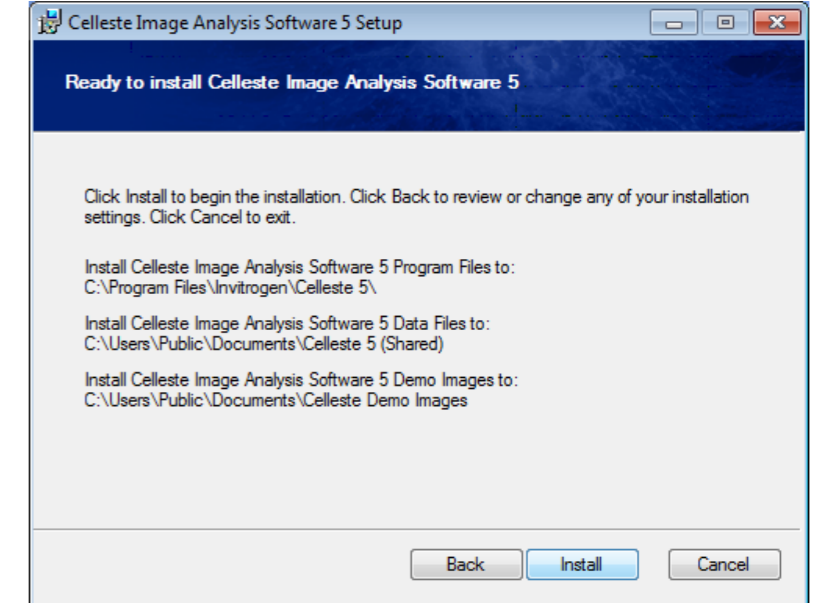 Celleste Image Analysis Software 5 Setup
Ready to install Celleste Image Analysis Software 5
Click Install to begin the installation. Click Back to review or change any of your installation
settings. Click Cancel to exit.
Install Celleste Image Analysis Software 5 Program Files to:
C:\Program Files\Invitrogen\Celleste 5\
Install Celleste Image Analysis Software 5 Data Files to:
C:\Users\Public\Documents\Celleste 5 (Shared)
Install Celleste Image Analysis Software 5 Demo Images to:
C:\Users\Public\Documents\Celleste Demo Images
Back Install Cancel